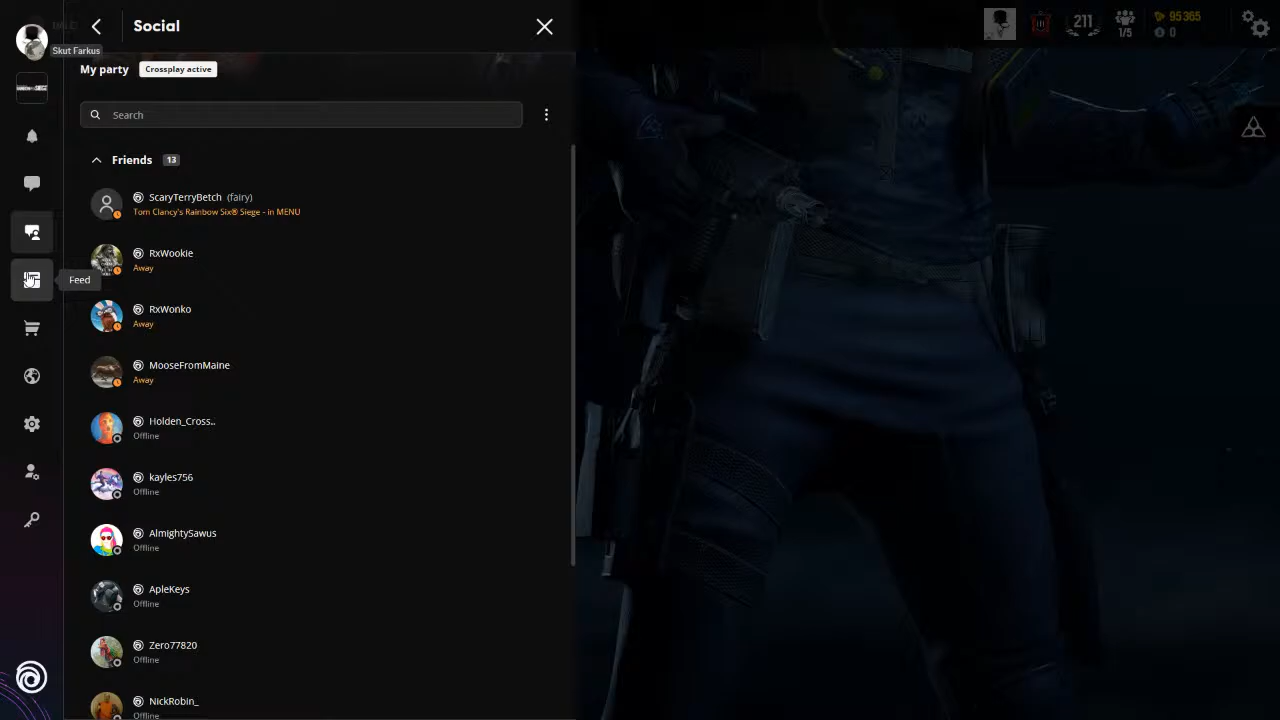 Social
Skut Farkus
211
1/5
95 365
0
My party
Crossplay active
Search
Friends 13
ScaryTerryBetch (fairy)
Tom Clancy's Rainbow Six® Siege - in MENU
RxWookie
Away
Feed
RxWonko
Away
MooseFromMaine
Away
Holden_Cross..
Offline
kayles756
Offline
AlmightySawus
Offline
ApleKeys
Offline
Zero77820
Offline
NickRobin_
Offline